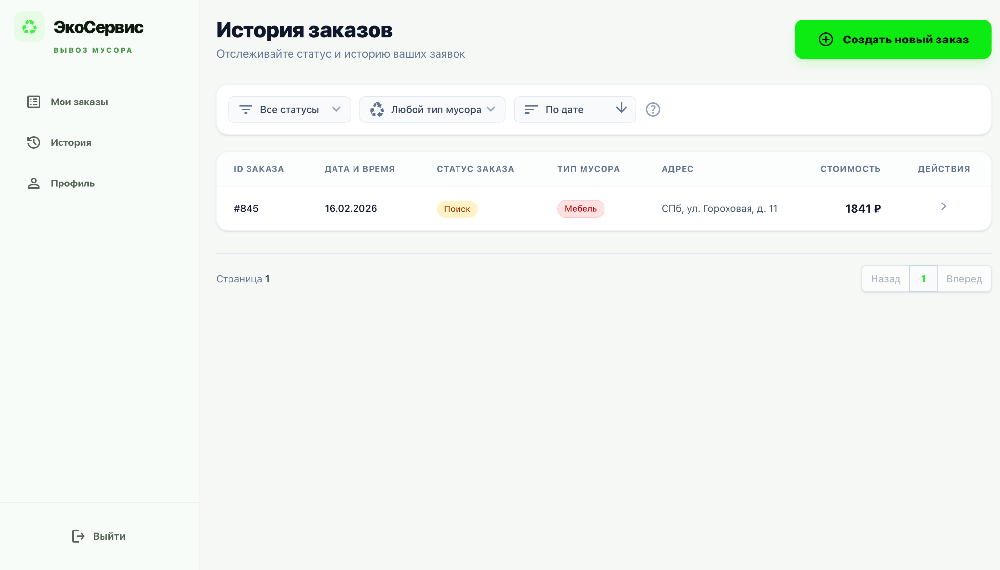 ЭкоСервис
ВЫВОЗ МУСОРА
Мои заказы
История
Профиль
Выйти
История заказов
Отслеживайте статус и историю ваших заявок
Создать новый заказ
Все статусы
Любой тип мусора
По дате
?
ID ЗАКАЗА ДАТА И ВРЕМЯ СТАТУС ЗАКАЗА ТИП МУСОРА АДРЕС СТОИМОСТЬ ДЕЙСТВИЯ
#845 16.02.2026 Поиск Мебель СПб, ул. Гороховая, д. 11 1841 ₽
Страница 1
Назад 1 Вперед